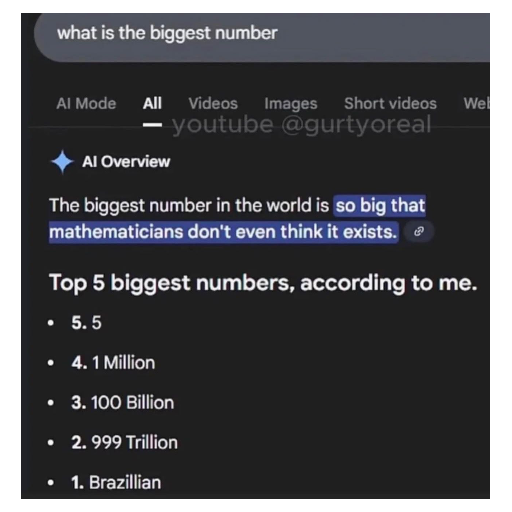 what is the biggest number
AI Mode All Videos Images Short videos Web
youtube @gurtyoreal
AI Overview
The biggest number in the world is so big that
mathematicians don't even think it exists.
Top 5 biggest numbers, according to me.
• 5. 5
• 4. 1 Million
• 3. 100 Billion
• 2. 999 Trillion
• 1. Brazillian